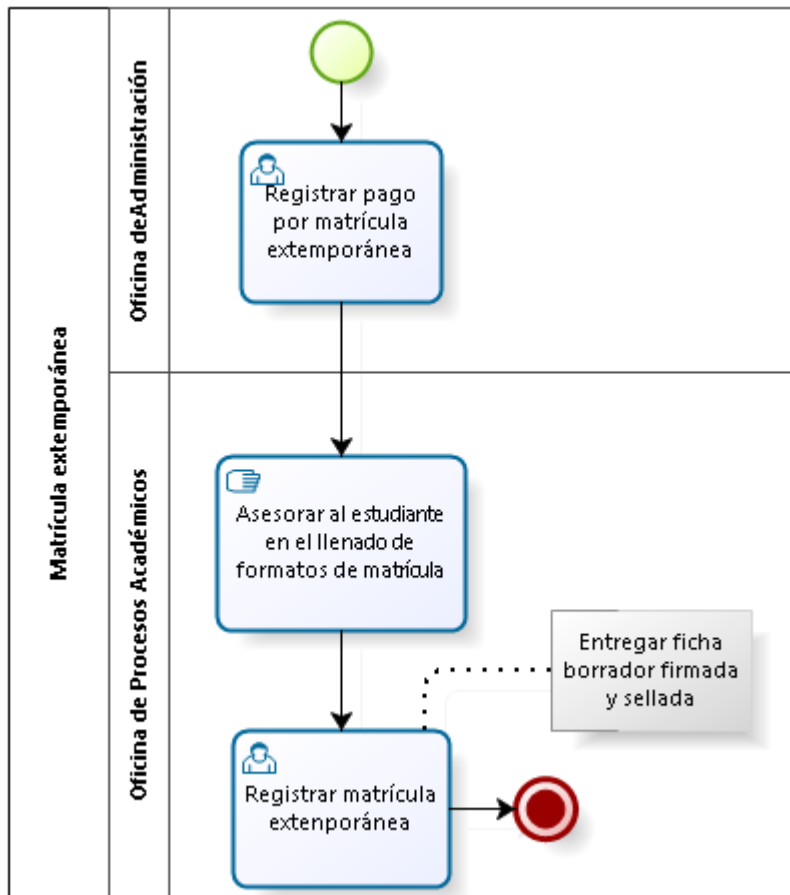 Matrícula extemporánea
Oficina deAdministración
Registrar pago
por matrícula
extemporánea
Oficina de Procesos Académicos
Asesorar al estudiante
en el llenado de
formatos de matrícula
Entregar ficha
borrador firmada
y sellada
Registrar matrícula
extenporánea